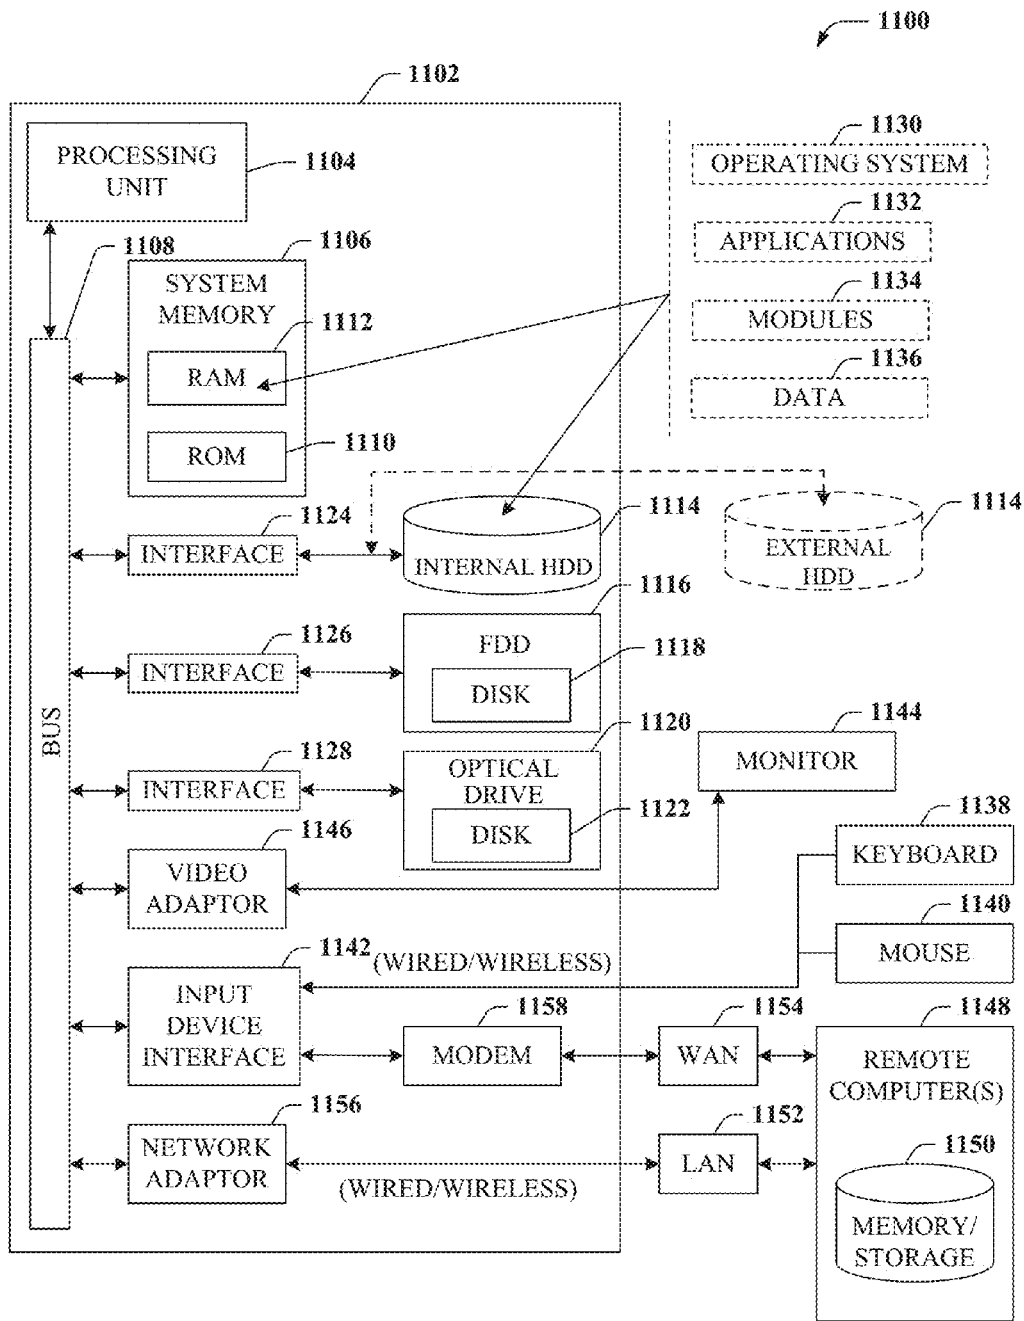 1100
1102
PROCESSING
UNIT
1104
1130
OPERATING SYSTEM
1132
APPLICATIONS
1134
MODULES
1136
DATA
1108
1106
SYSTEM
MEMORY
1112
RAM
1110
ROM
1124
INTERFACE
1114
INTERNAL HDD
1114
EXTERNAL
HDD
1126
INTERFACE
1116
FDD
1118
DISK
BUS
1128
INTERFACE
1120
OPTICAL
DRIVE
1122
DISK
1144
MONITOR
1146
VIDEO
ADAPTOR
1138
KEYBOARD
1140
MOUSE
1142
(WIRED/WIRELESS)
INPUT
DEVICE
INTERFACE
1158
MODEM
1154
WAN
1148
REMOTE
COMPUTER(S)
1156
NETWORK
ADAPTOR
(WIRED/WIRELESS)
1152
LAN
1150
MEMORY/
STORAGE